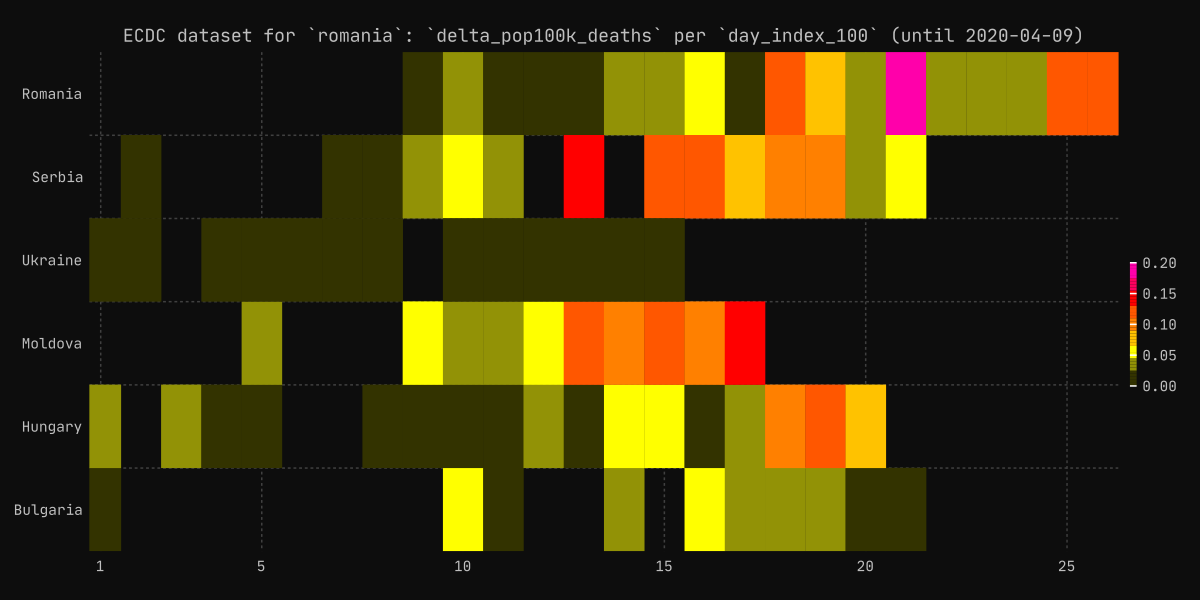 ECDC dataset for `romania`: `delta_pop100k_deaths` per `day_index_100` (until 2020-04-09)
Romania
Serbia
Ukraine
Moldova
Hungary
Bulgaria
1 5 10 15 20 25
0.20
0.15
0.10
0.05
0.00